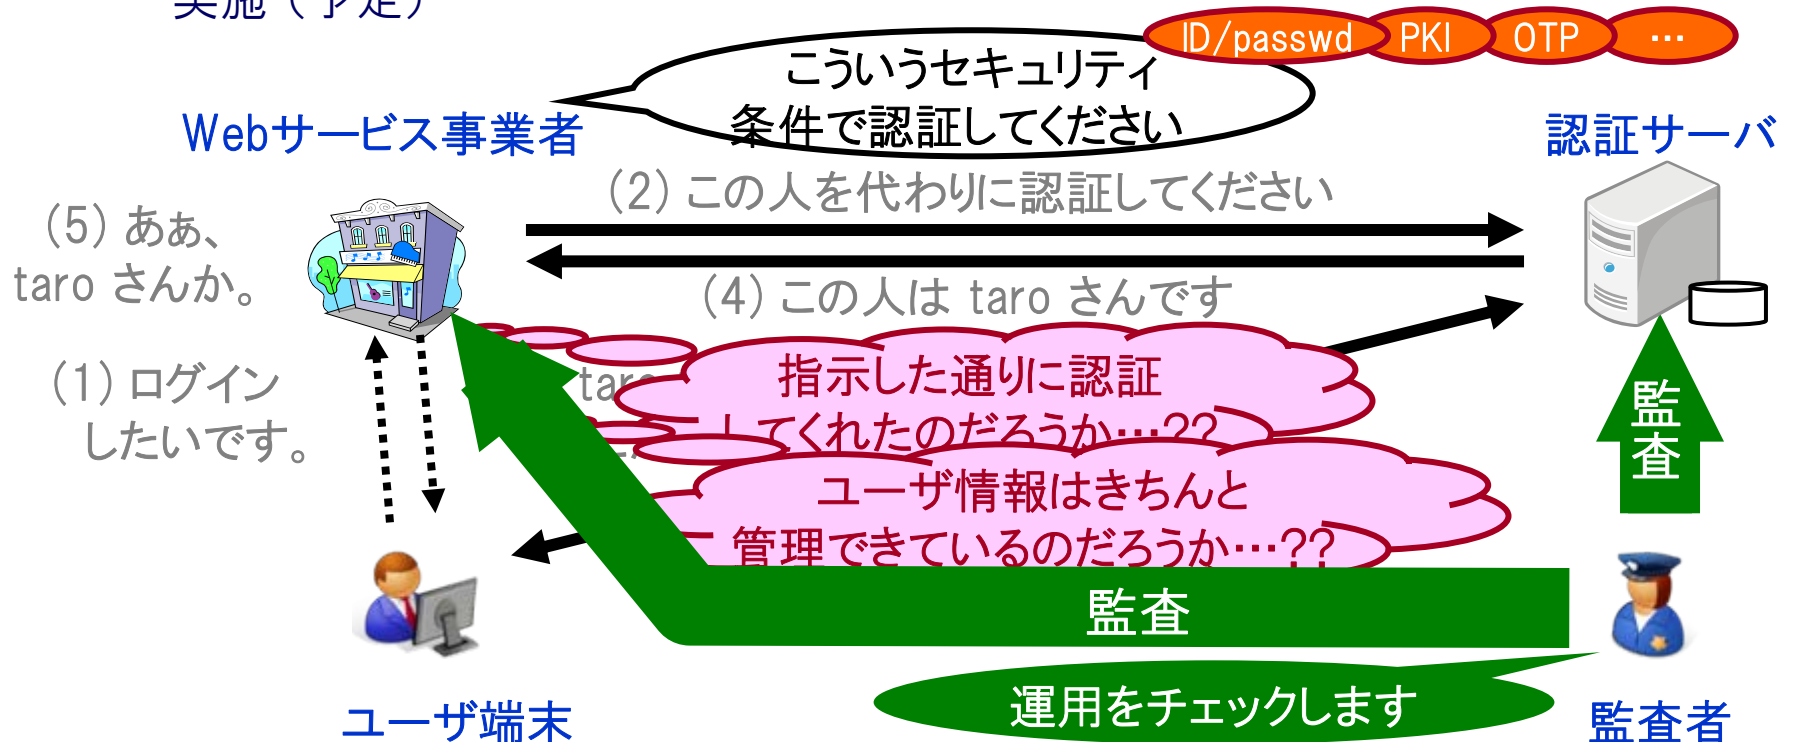 実施（予定）
ID/passwd
PKI
OTP
…
こういうセキュリティ
条件で認証してください
Webサービス事業者
認証サーバ
(2) この人を代わりに認証してください
(5) あぁ、
taro さんか。
(4) この人は taro さんです
(1) ログイン
したいです。
指示した通りに認証
してくれたのだろうか…??
ユーザ情報はきちんと
管理できているのだろうか…??
監査
監査
運用をチェックします
ユーザ端末
監査者